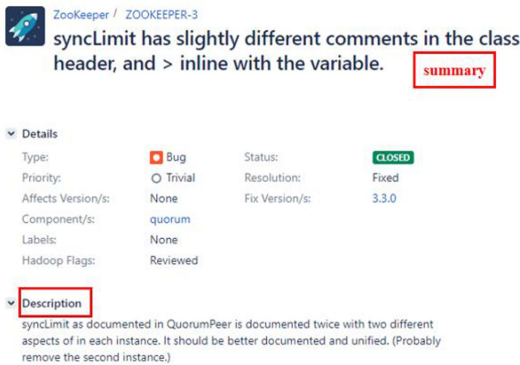 ZooKeeper / ZOOKEEPER-3
syncLimit has slightly different comments in the class
header, and > inline with the variable.
summary
Details
Type: Bug Status: CLOSED
Priority: Trivial Resolution: Fixed
Affects Version/s: None Fix Version/s: 3.3.0
Component/s: quorum
Labels: None
Hadoop Flags: Reviewed
Description
syncLimit as documented in QuorumPeer is documented twice with two different
aspects of in each instance. It should be better documented and unified. (Probably
remove the second instance.)